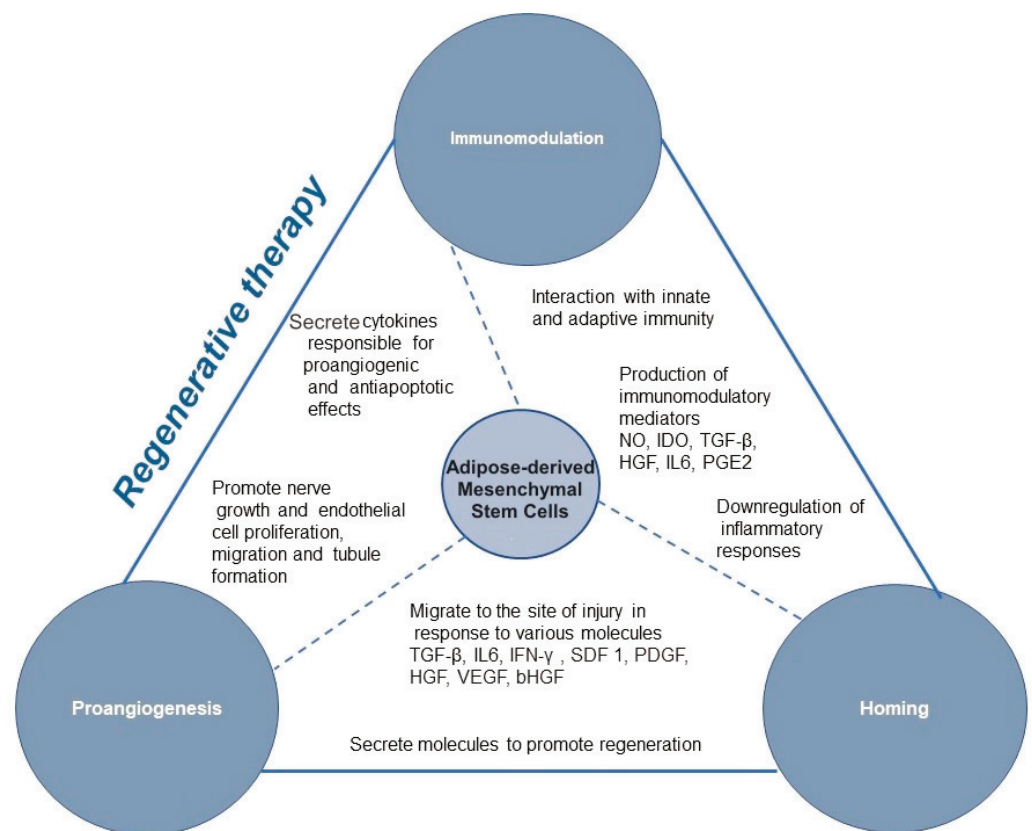 Immunomodulation
Regenerative therapy
Interaction with innate
and adaptive immunity
Secrete cytokines
responsible for
proangiogenic
and antiapoptotic
effects
Production of
immunomodulatory
mediators
NO, IDO, TGF-β,
HGF, IL6, PGE2
Adipose-derived
Mesenchymal
Stem Cells
Promote nerve
growth and endothelial
cell proliferation,
migration and tubule
formation
Downregulation of
inflammatory
responses
Migrate to the site of injury in
response to various molecules
TGF-β, IL6, IFN-γ , SDF 1, PDGF,
HGF, VEGF, bHGF
Proangiogenesis
Homing
Secrete molecules to promote regeneration